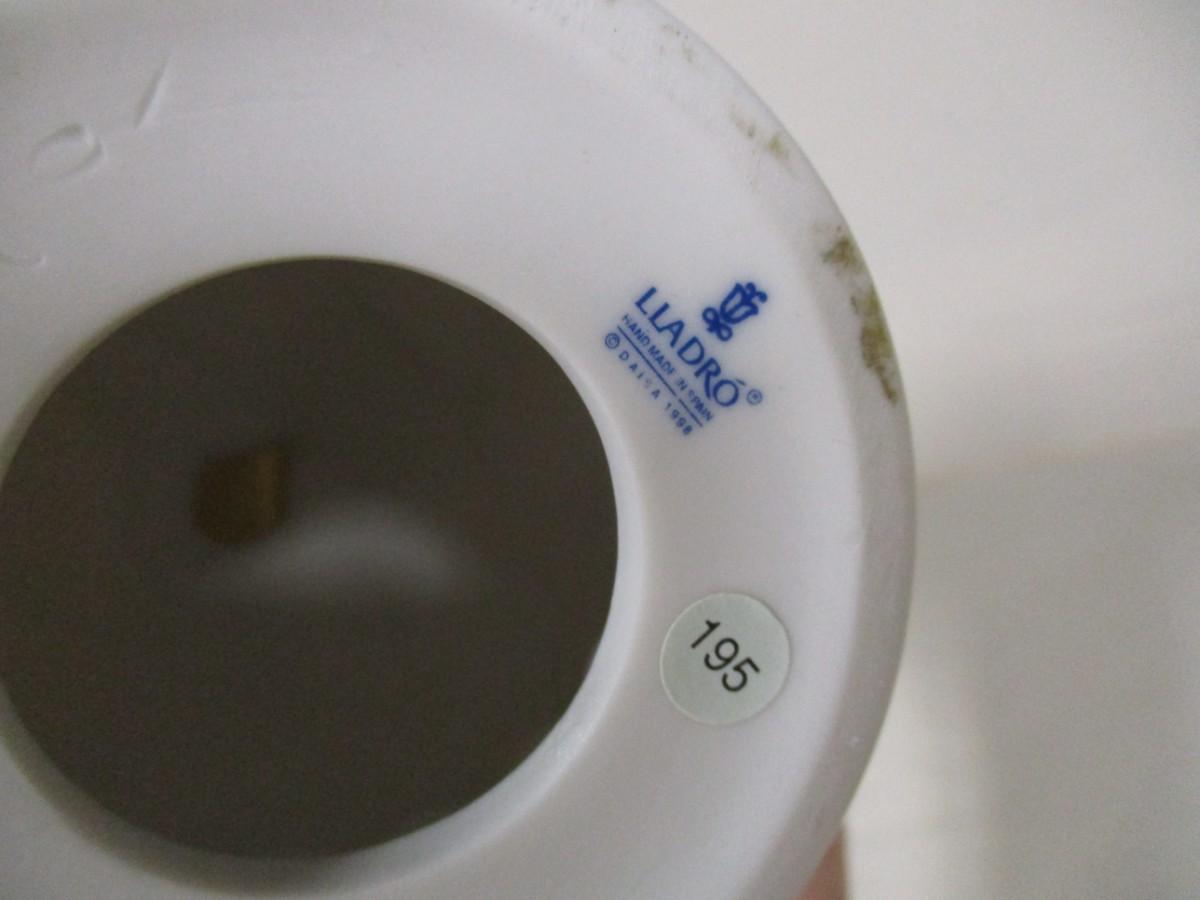 LLADRÓ®
HAND MADE IN SPAIN
© DAISA 1998
195